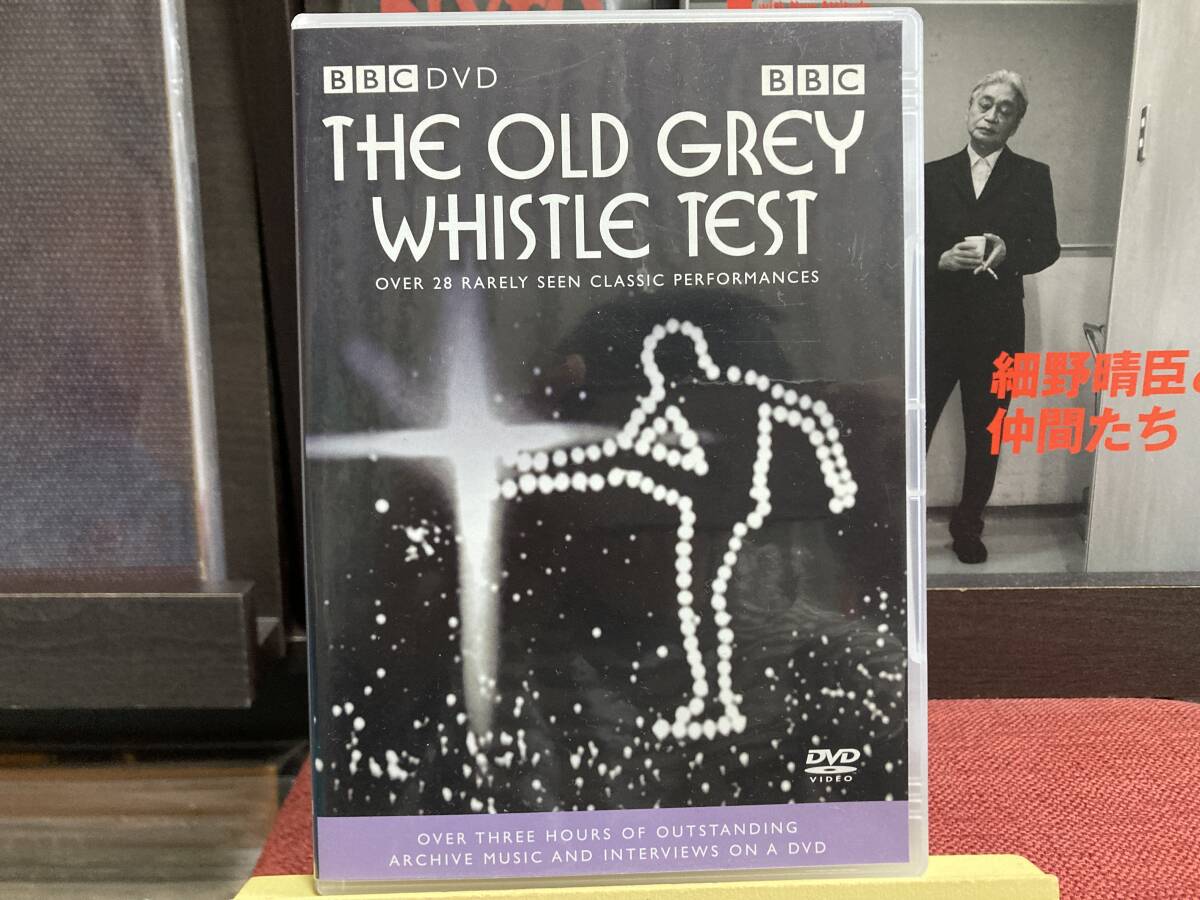 BBC DVD
BBC
THE OLD GREY
WHISTLE TEST
OVER 28 RARELY SEEN CLASSIC PERFORMANCES
DVD
VIDEO
OVER THREE HOURS OF OUTSTANDING
ARCHIVE MUSIC AND INTERVIEWS ON A DVD
細野晴臣と
仲間たち